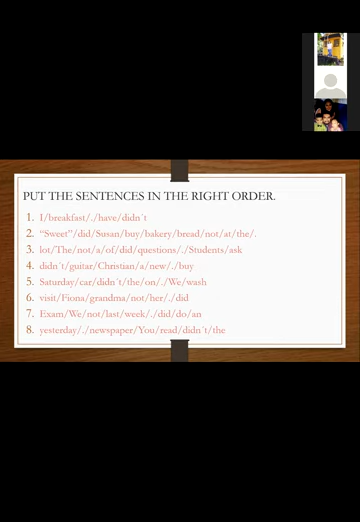 PUT THE SENTENCES IN THE RIGHT ORDER.
1. I/breakfast/./have/didn´t
2. “Sweet”/did/Susan/buy/bakery/bread/not/at/the/.
3. lot/The/not/a/of/did/questions/./Students/ask
4. didn´t/guitar/Christian/a/new/./buy
5. Saturday/car/didn´t/the/on/./We/wash
6. visit/Fiona/grandma/not/her/./did
7. Exam/We/not/last/week/./did/do/an
8. yesterday/./newspaper/You/read/didn´t/the